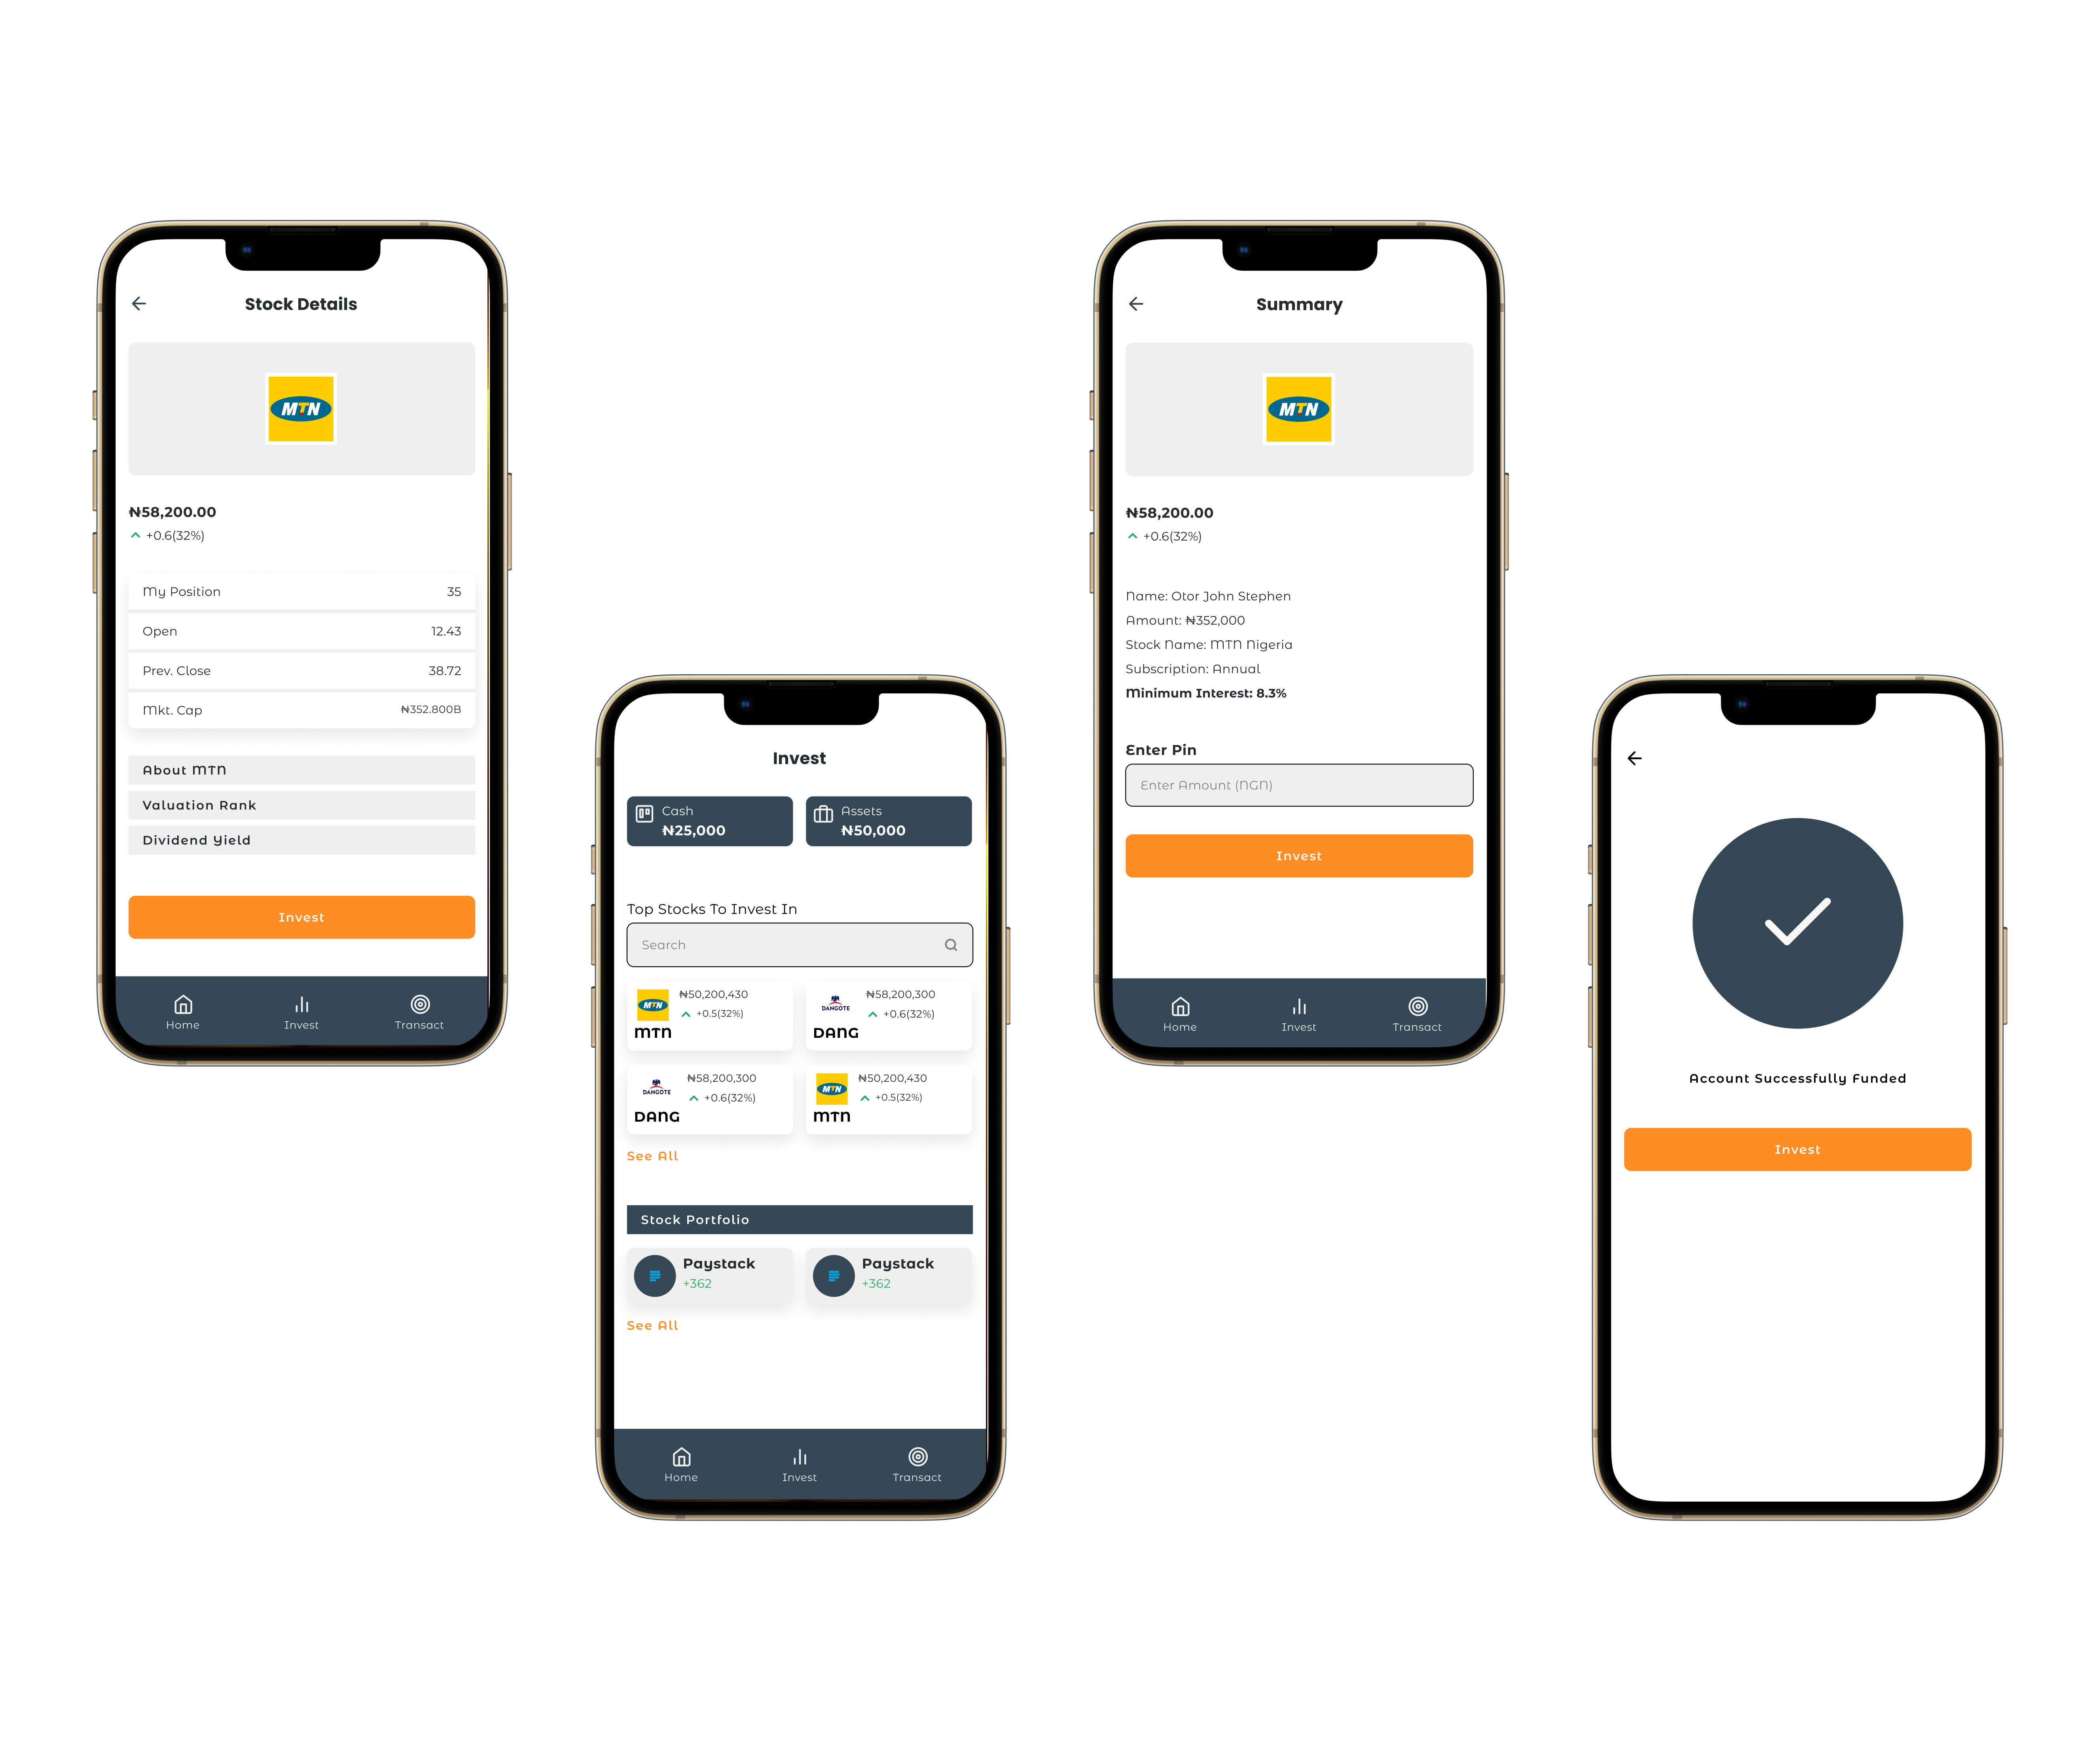 Stock Details
MTN
₦58,200.00
+0.6(32%)
My Position 35
Open 12.43
Prev. Close 38.72
Mkt. Cap ₦352.800B
About MTN
Valuation Rank
Dividend Yield
Invest
Home Invest Transact
Invest
Cash Assets
₦25,000 ₦50,000
Top Stocks To Invest In
Search
MTN ₦50,200,430 DANGOTE ₦58,200,300
+0.5(32%) +0.6(32%)
MTN DANG
DANGOTE ₦58,200,300 MTN ₦50,200,430
+0.6(32%) +0.5(32%)
DANG MTN
See All
Stock Portfolio
Paystack Paystack
+362 +362
See All
Home Invest Transact
Summary
MTN
₦58,200.00
+0.6(32%)
Name: Otor John Stephen
Amount: ₦352,000
Stock Name: MTN Nigeria
Subscription: Annual
Minimum Interest: 8.3%
Enter Pin
Enter Amount (NGN)
Invest
Home Invest Transact
Account Successfully Funded
Invest